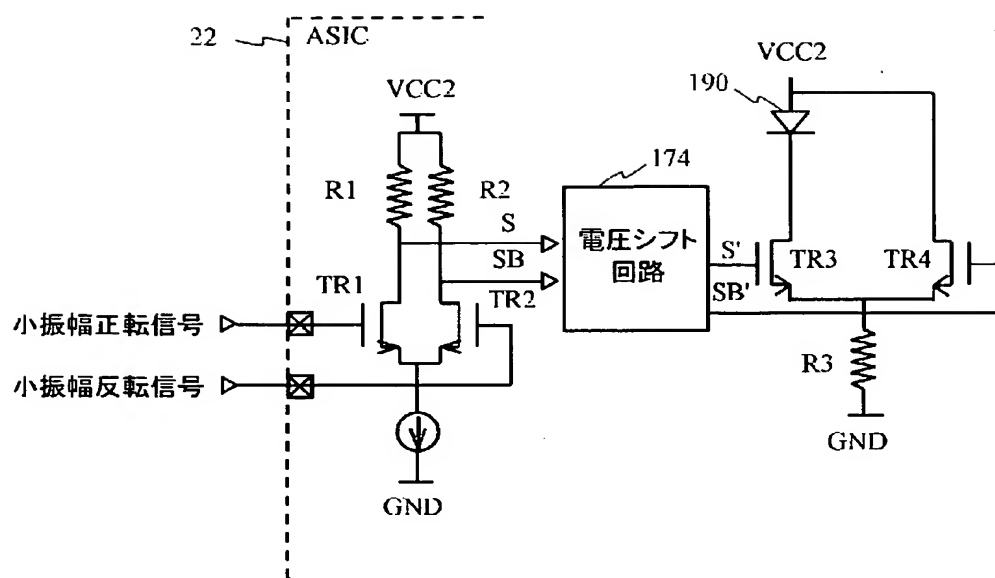 22
ASIC
VCC2
R1
R2
S
SB
TR1
TR2
小振幅正転信号
小振幅反転信号
GND
174
電圧シフト
回路
S'
SB'
190
VCC2
TR3
TR4
R3
GND